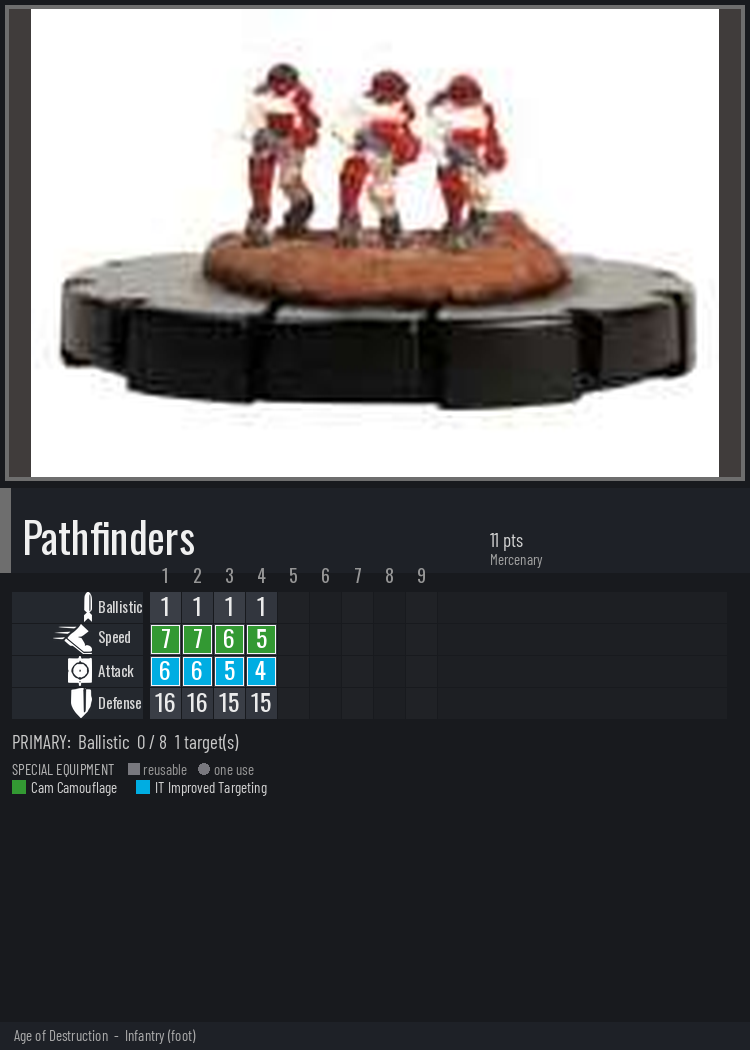 Pathfinders
11 pts
Mercenary
1 2 3 4 5 6 7 8 9
Ballistic 1 1 1 1
Speed 7 7 6 5
Attack 6 6 5 4
Defense 16 16 15 15
PRIMARY: Ballistic 0 / 8 1 target(s)
SPECIAL EQUIPMENT reusable one use
Cam Camouflage IT Improved Targeting
Age of Destruction - Infantry (foot)